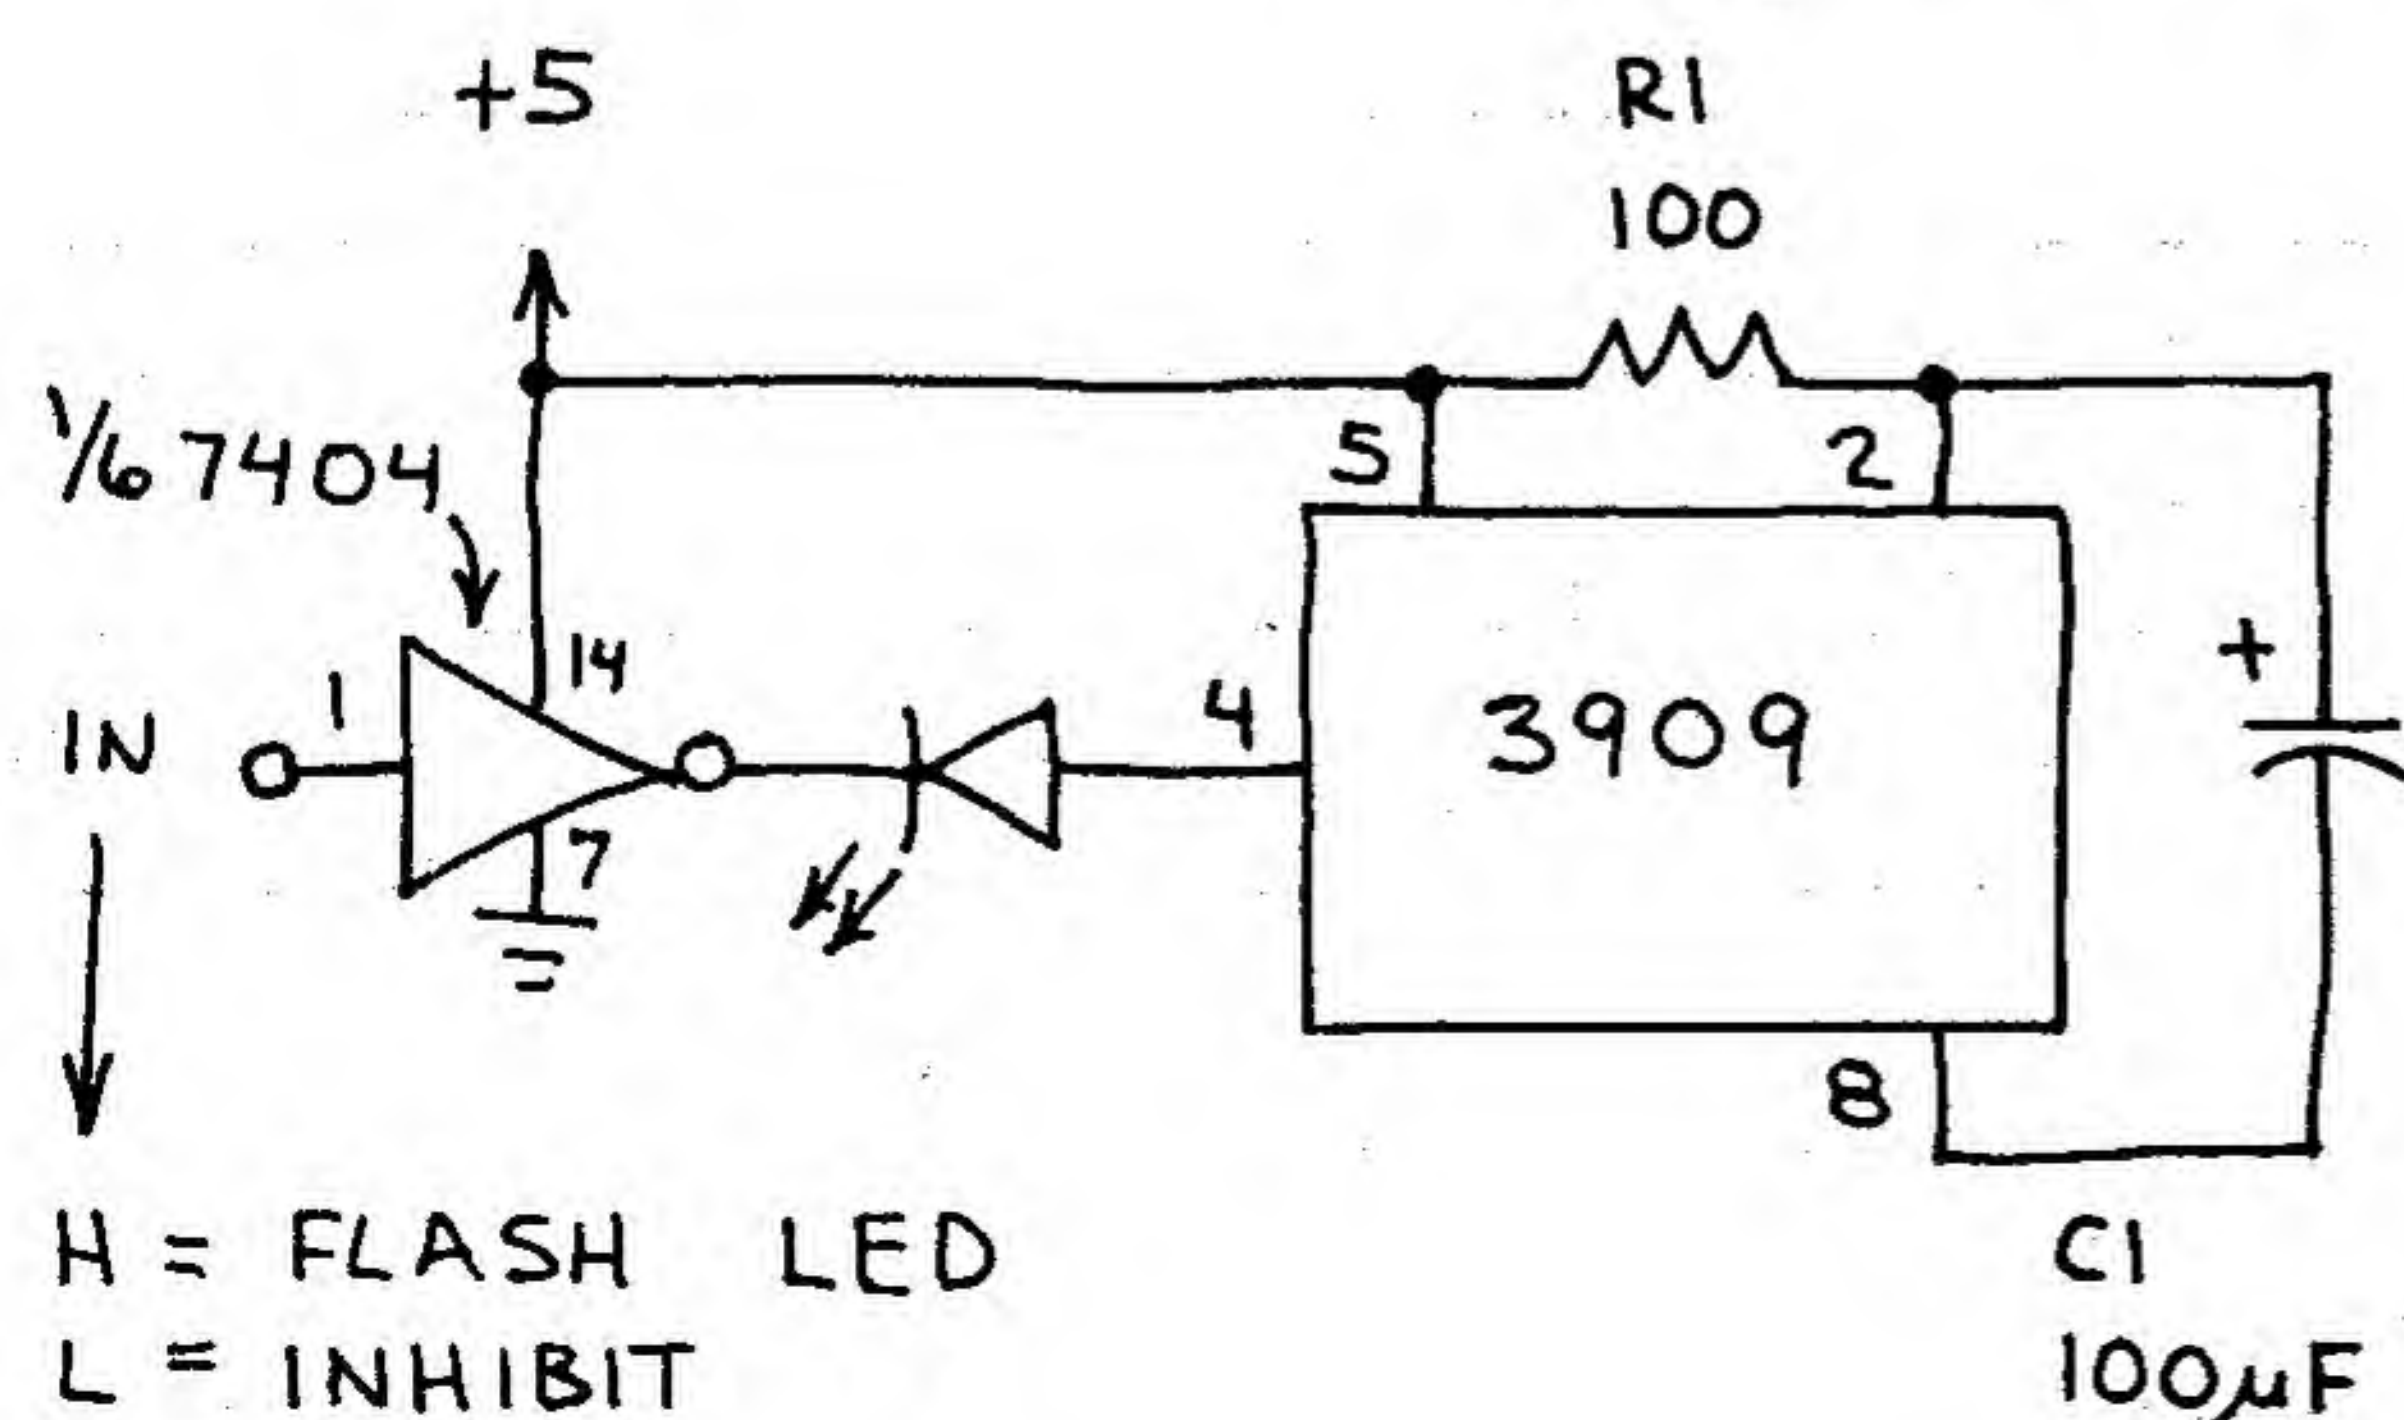 +5
R1
100
1/6 7404
5
2
14
1
IN
4
3909
+
7
8
H = FLASH LED
L = INHIBIT
C1
100µF